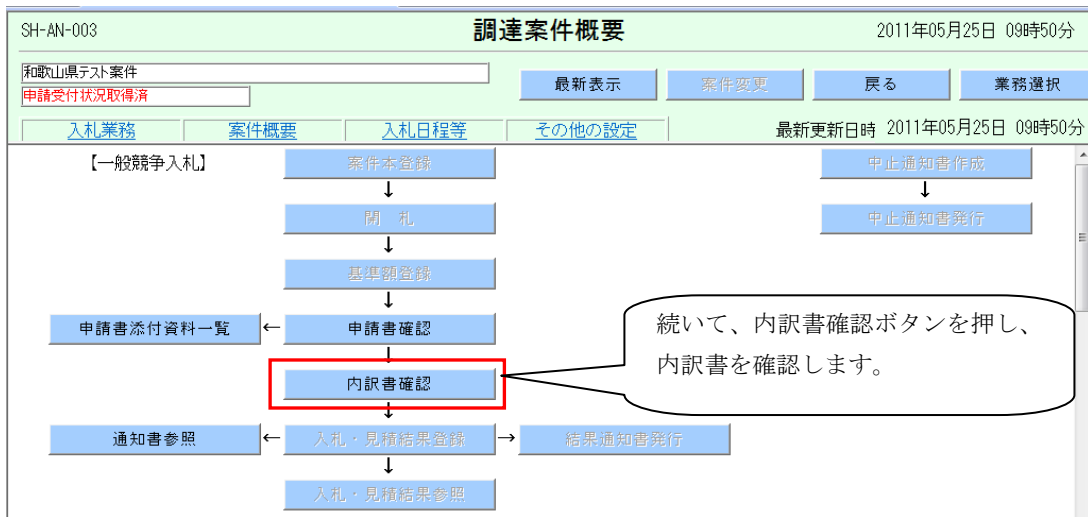 SH-AN-003 調達案件概要 2011年05月25日 09時50分
和歌山県テスト案件
申請受付状況取得済
最新表示 案件変更 戻る 業務選択
入札業務 案件概要 入札日程等 その他の設定 最新更新日時 2011年05月25日 09時50分
【一般競争入札】 案件本登録 中止通知書作成
↓ ↓
開 札 中止通知書発行
↓
基準額登録
↓
申請書添付資料一覧 ← 申請書確認
↓
内訳書確認
↓
通知書参照 ← 入札・見積結果登録 → 結果通知書発行
↓
入札・見積結果参照
続いて、内訳書確認ボタンを押し、
内訳書を確認します。